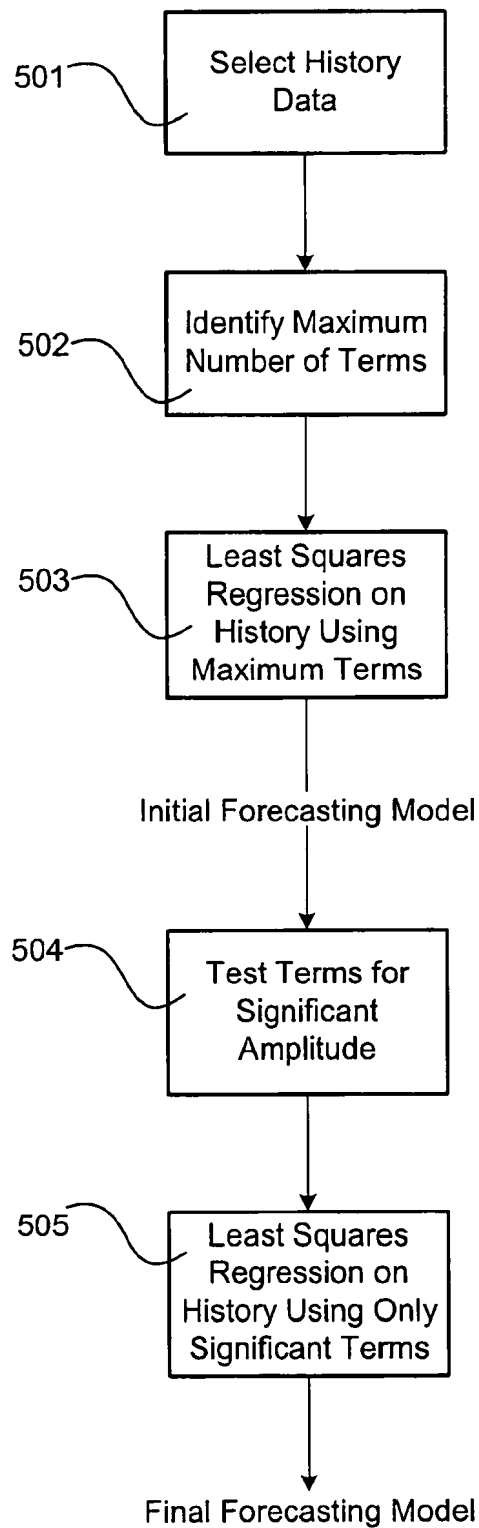 501
Select History
Data
502
Identify Maximum
Number of Terms
503
Least Squares
Regression on
History Using
Maximum Terms
Initial Forecasting Model
504
Test Terms for
Significant
Amplitude
505
Least Squares
Regression on
History Using Only
Significant Terms
Final Forecasting Model